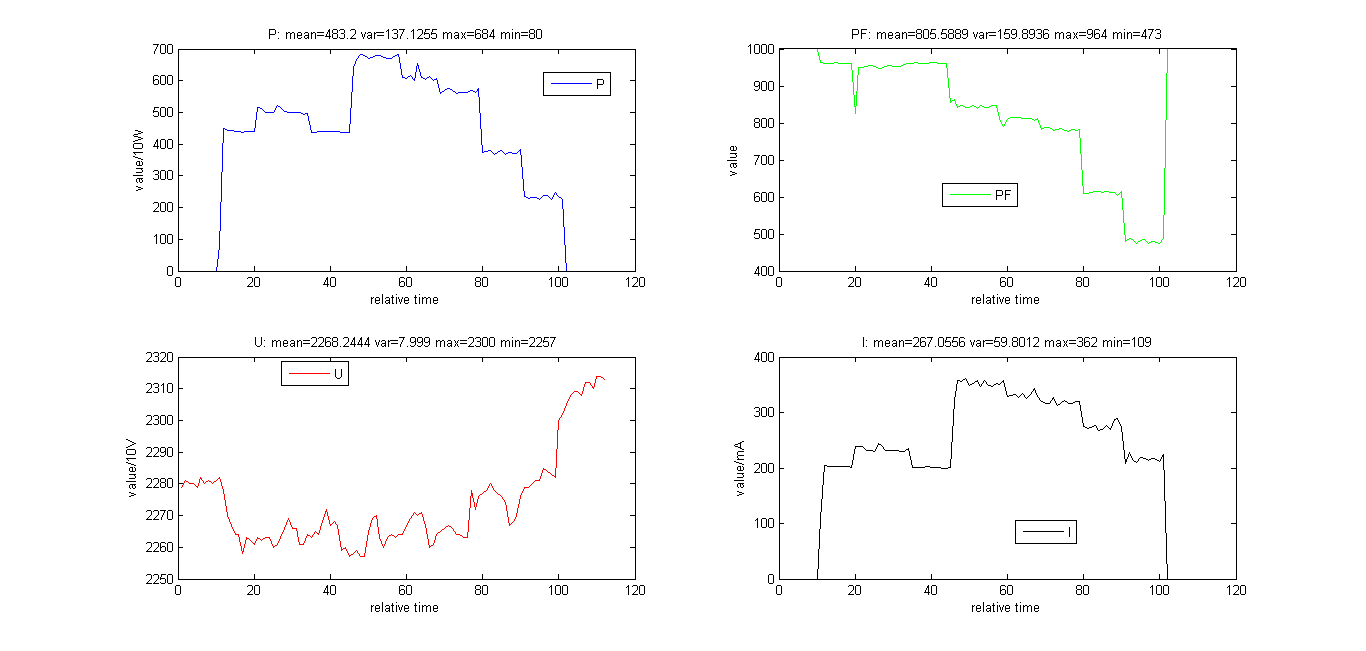 P: mean=483.2 var=137.1255 max=684 min=80
700
600
500
400
300
200
100
0
value/10W
P
0 20 40 60 80 100 120
relative time
PF: mean=805.5889 var=159.8936 max=964 min=473
1000
900
800
700
600
500
400
value
PF
0 20 40 60 80 100 120
relative time
U: mean=2268.2444 var=7.999 max=2300 min=2257
2320
2310
2300
2290
2280
2270
2260
2250
value/10V
U
0 20 40 60 80 100 120
relative time
I: mean=267.0556 var=59.8012 max=362 min=109
400
300
200
100
0
value/mA
I
0 20 40 60 80 100 120
relative time